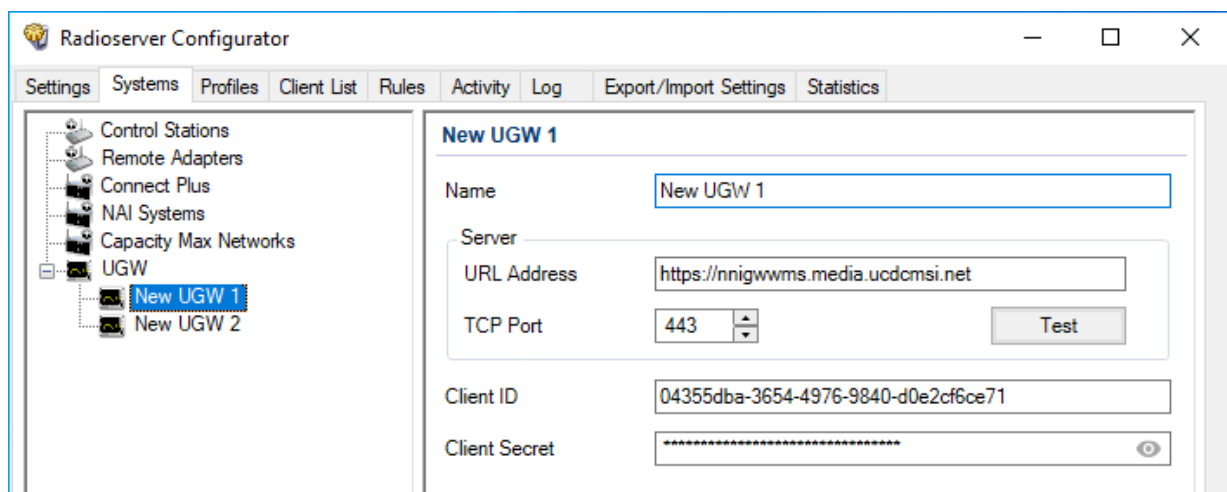 Radioserver Configurator
Settings Systems Profiles Client List Rules Activity Log Export/Import Settings Statistics
Control Stations
Remote Adapters
Connect Plus
NAI Systems
Capacity Max Networks
UGW
New UGW 1
New UGW 2
New UGW 1
Name New UGW 1
Server
URL Address https://nnigwwms.media.ucdcmsi.net
TCP Port 443 Test
Client ID 04355dba-3654-4976-9840-d0e2cf6ce71
Client Secret ********************************